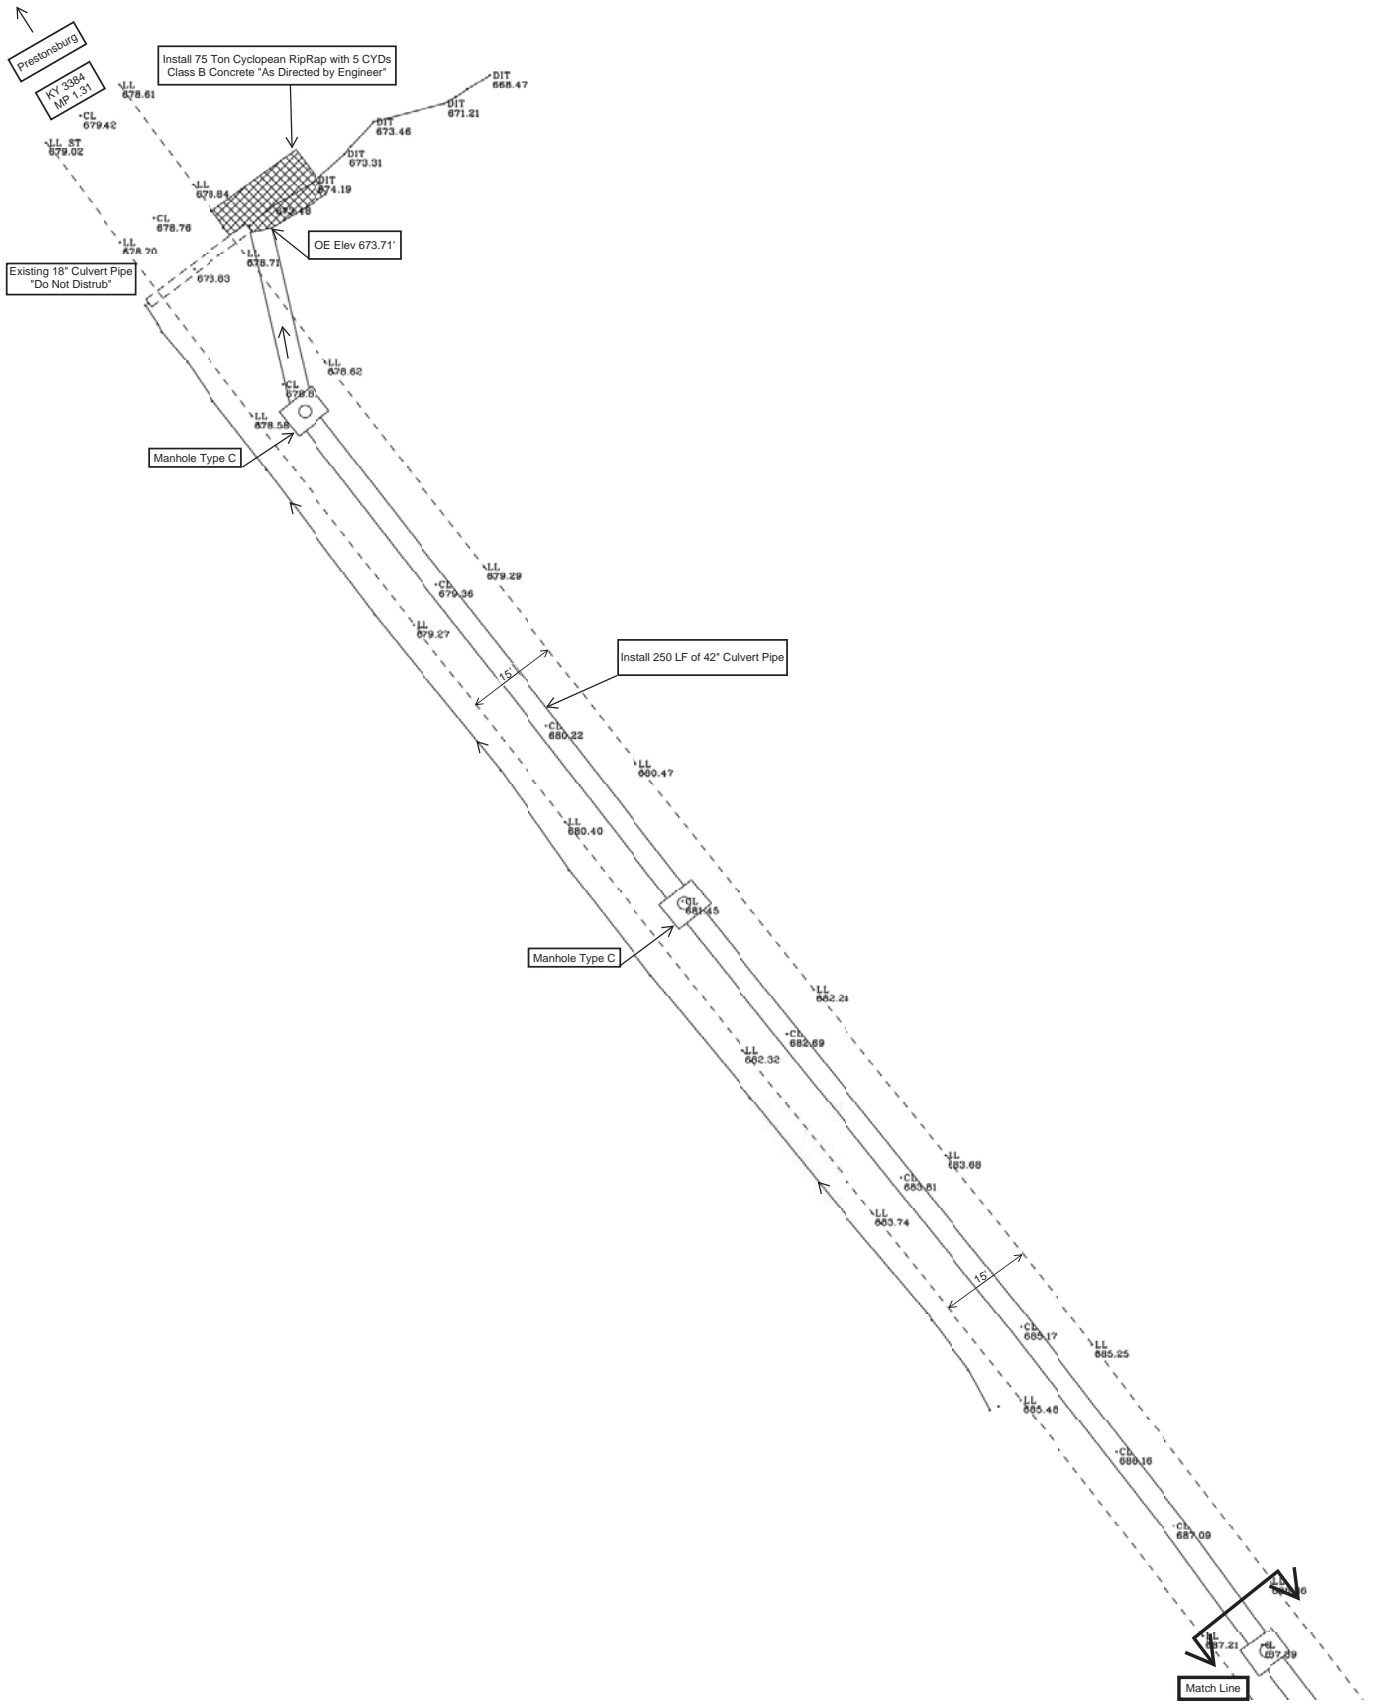 Prestonsburg
KY 3384
MP 1.31
Install 75 Ton Cyclopean RipRap with 5 CYDs
Class B Concrete "As Directed by Engineer"
DIT
668.47
LL
678.61
DIT
671.21
CL
679.42
DIT
673.46
LL ST
679.02
DIT
673.31
LL
678.84
DIT
674.19
CL
678.76
LL
678.70
OE Elev 673.71'
LL
678.71
Existing 18" Culvert Pipe
"Do Not Distrub"
LL
678.62
CL
LL
678.58
Manhole Type C
LL
679.29
CL
679.36
LL
679.27
Install 250 LF of 42" Culvert Pipe
15'
CL
680.22
LL
680.47
LL
680.40
CL
681.45
Manhole Type C
LL
682.21
CL
682.69
LL
682.32
LL
683.68
CL
683.81
LL
683.74
15'
CL
685.17
LL
685.25
LL
685.48
CL
686.16
CL
687.09
LL
LL
687.21
CL
Match Line